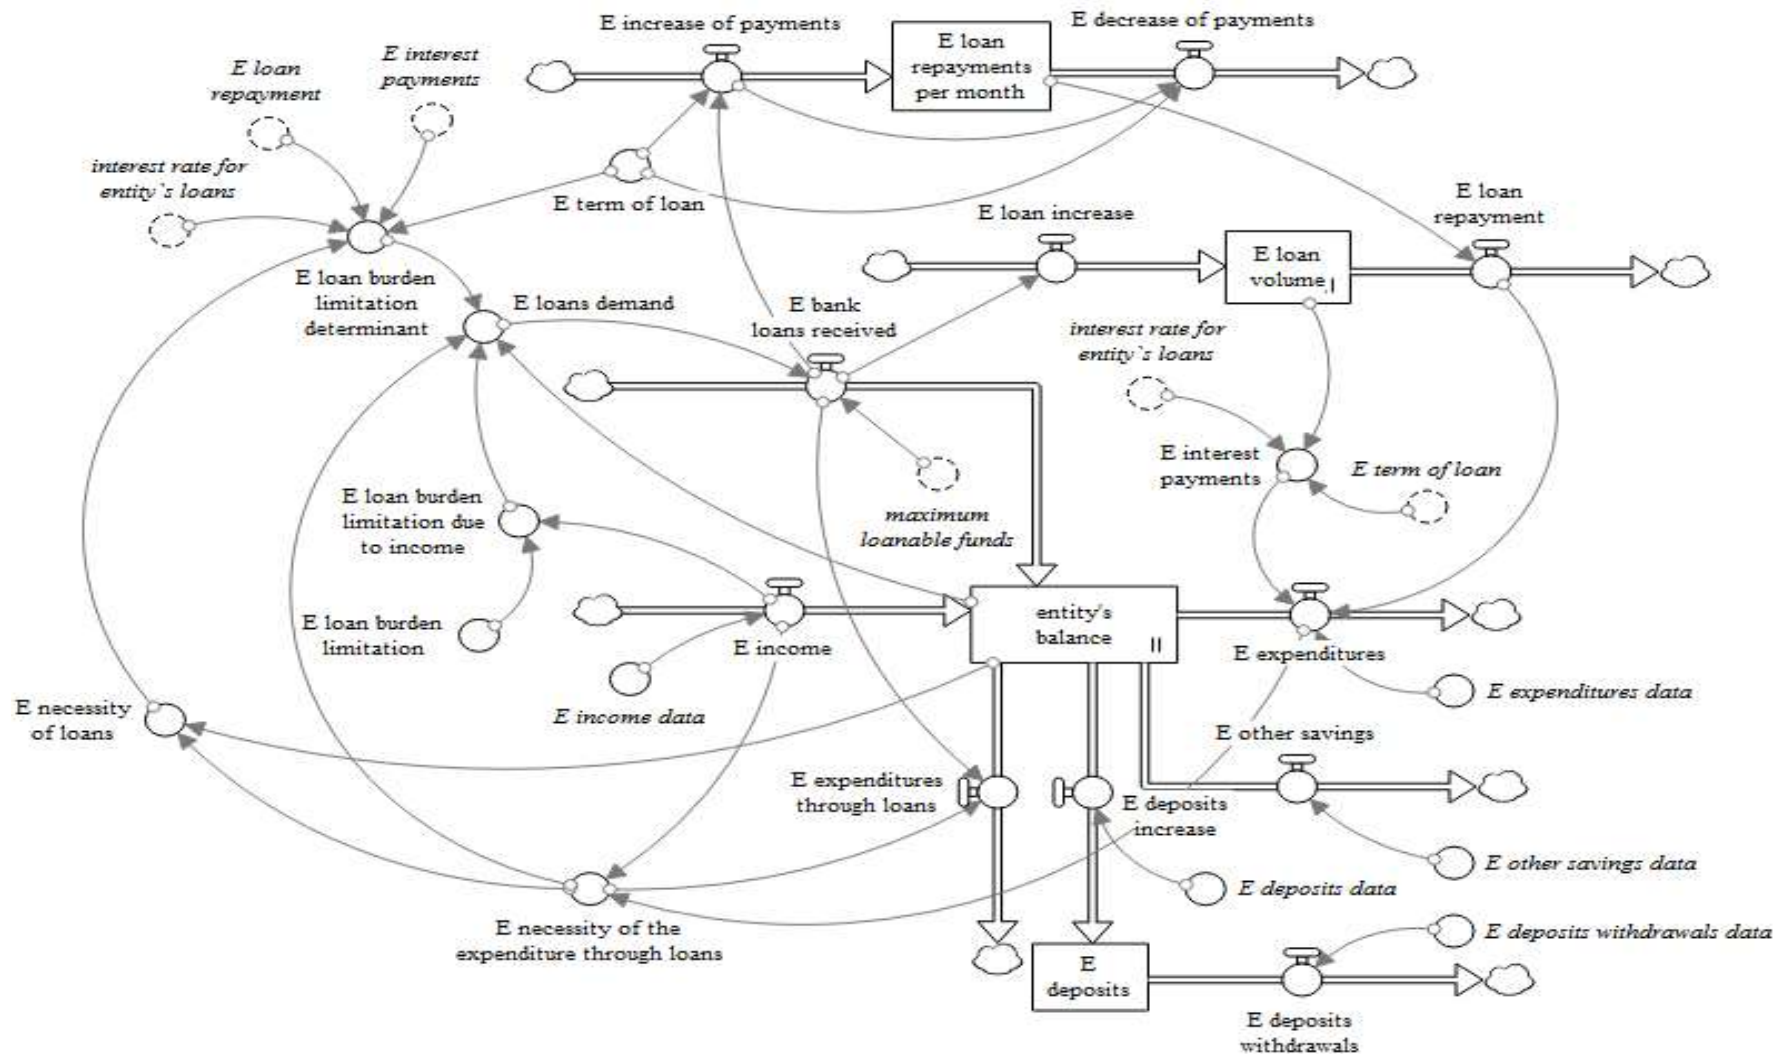 E increase of payments
E decrease of payments
E loan
repayments
per month
E interest
payments
E loan
repayment
interest rate for
entity`s loans
E term of loan
E loan increase
E loan
repayment
E loan
volume
E loan burden
limitation
determinant
E loans demand
E bank
loans received
interest rate for
entity`s loans
E interest
payments
E term of loan
E loan burden
limitation due
to income
maximum
loanable funds
E loan burden
limitation
E income
E income data
entity's
balance
E expenditures
E expenditures data
E necessity
of loans
E other savings
E expenditures
through loans
E deposits
increase
E other savings data
E deposits data
E necessity of the
expenditure through loans
E deposits withdrawals data
E
deposits
E deposits
withdrawals